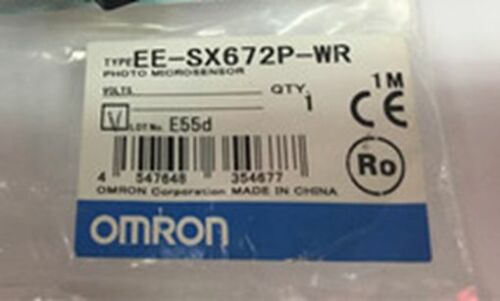 TYPE EE-SX672P-WR
PHOTO MICROSENSOR 1M
VOLTS QTY. 1
V LOT No. E55d
CE
Ro
4 547648 354677
OMRON Corporation MADE IN CHINA
OMRON